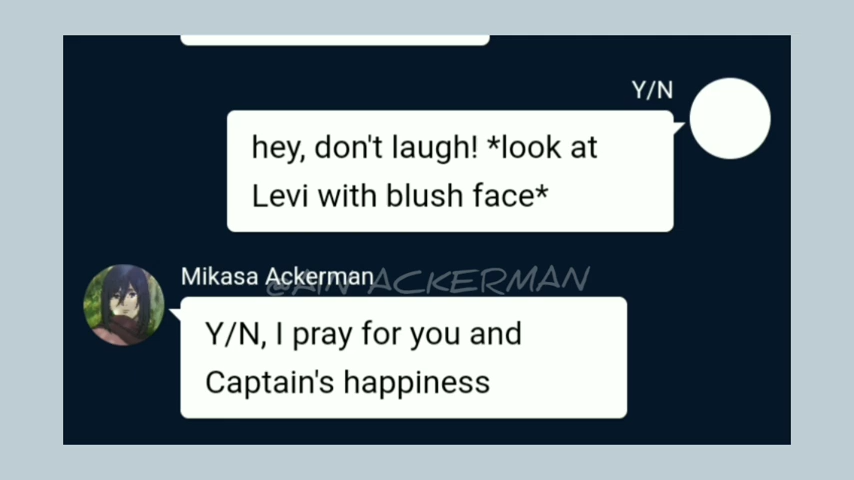 Y/N
hey, don't laugh! *look at
Levi with blush face*
Mikasa Ackerman
@AIN ACKERMAN
Y/N, I pray for you and
Captain's happiness